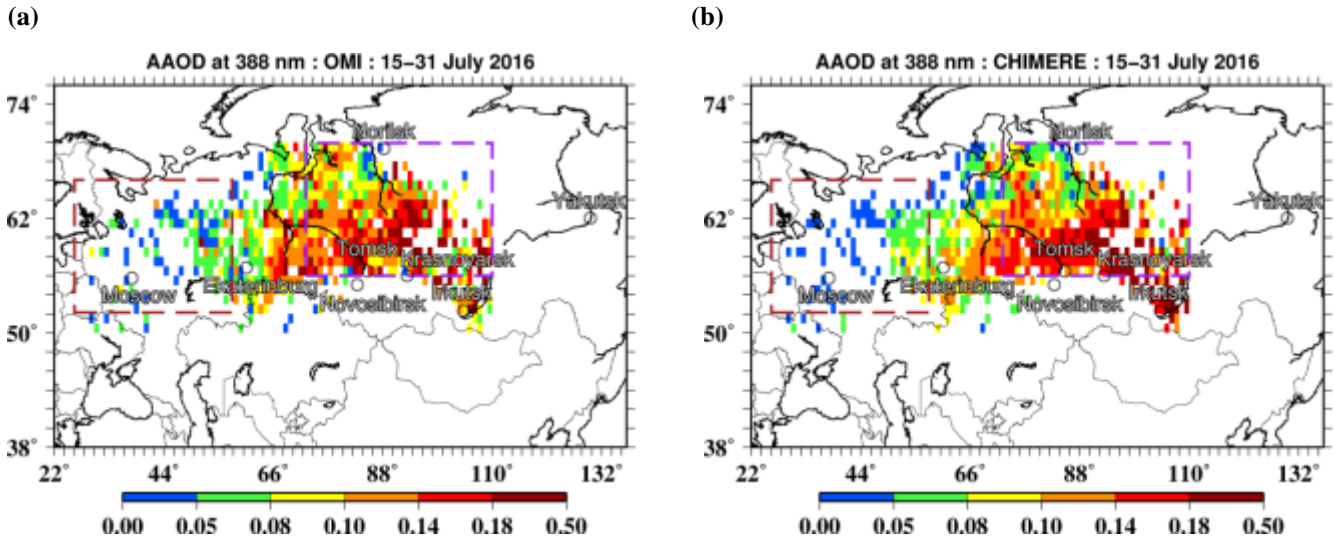 (a)
(b)
AAOD at 388 nm : OMI : 15−31 July 2016
74°
62°
50°
38°
22 44 66 88 110 132
Norilsk
Yakutsk
Tomsk
Krasnoyarsk
Ekaterinburg
Irkutsk
Moscow
Novosibirsk
0.00 0.05 0.08 0.10 0.14 0.18 0.50
AAOD at 388 nm : CHIMERE : 15−31 July 2016
74°
62°
50°
38°
22 44 66 88 110 132
Norilsk
Yakutsk
Tomsk
Krasnoyarsk
Ekaterinburg
Irkutsk
Moscow
Novosibirsk
0.00 0.05 0.08 0.10 0.14 0.18 0.50